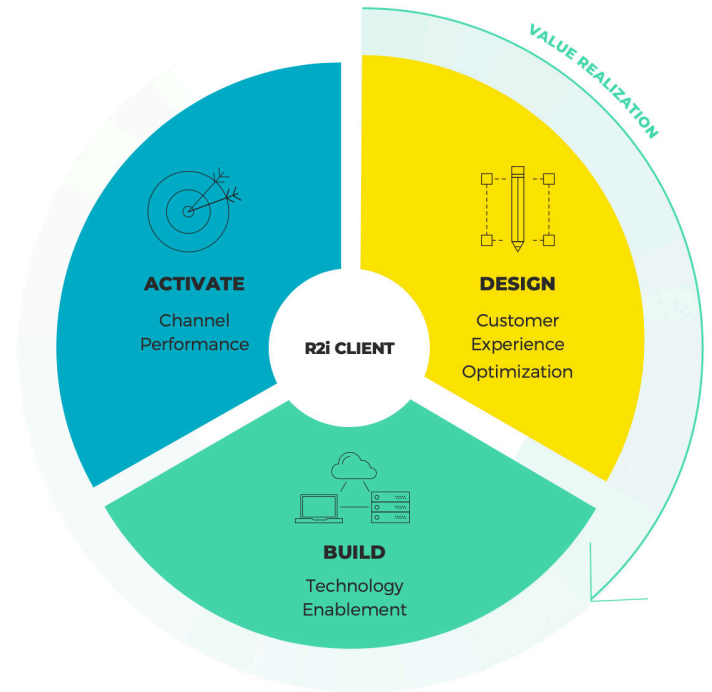 VALUE REALIZATION
ACTIVATE
Channel
Performance
DESIGN
Customer
Experience
Optimization
R2i CLIENT
BUILD
Technology
Enablement